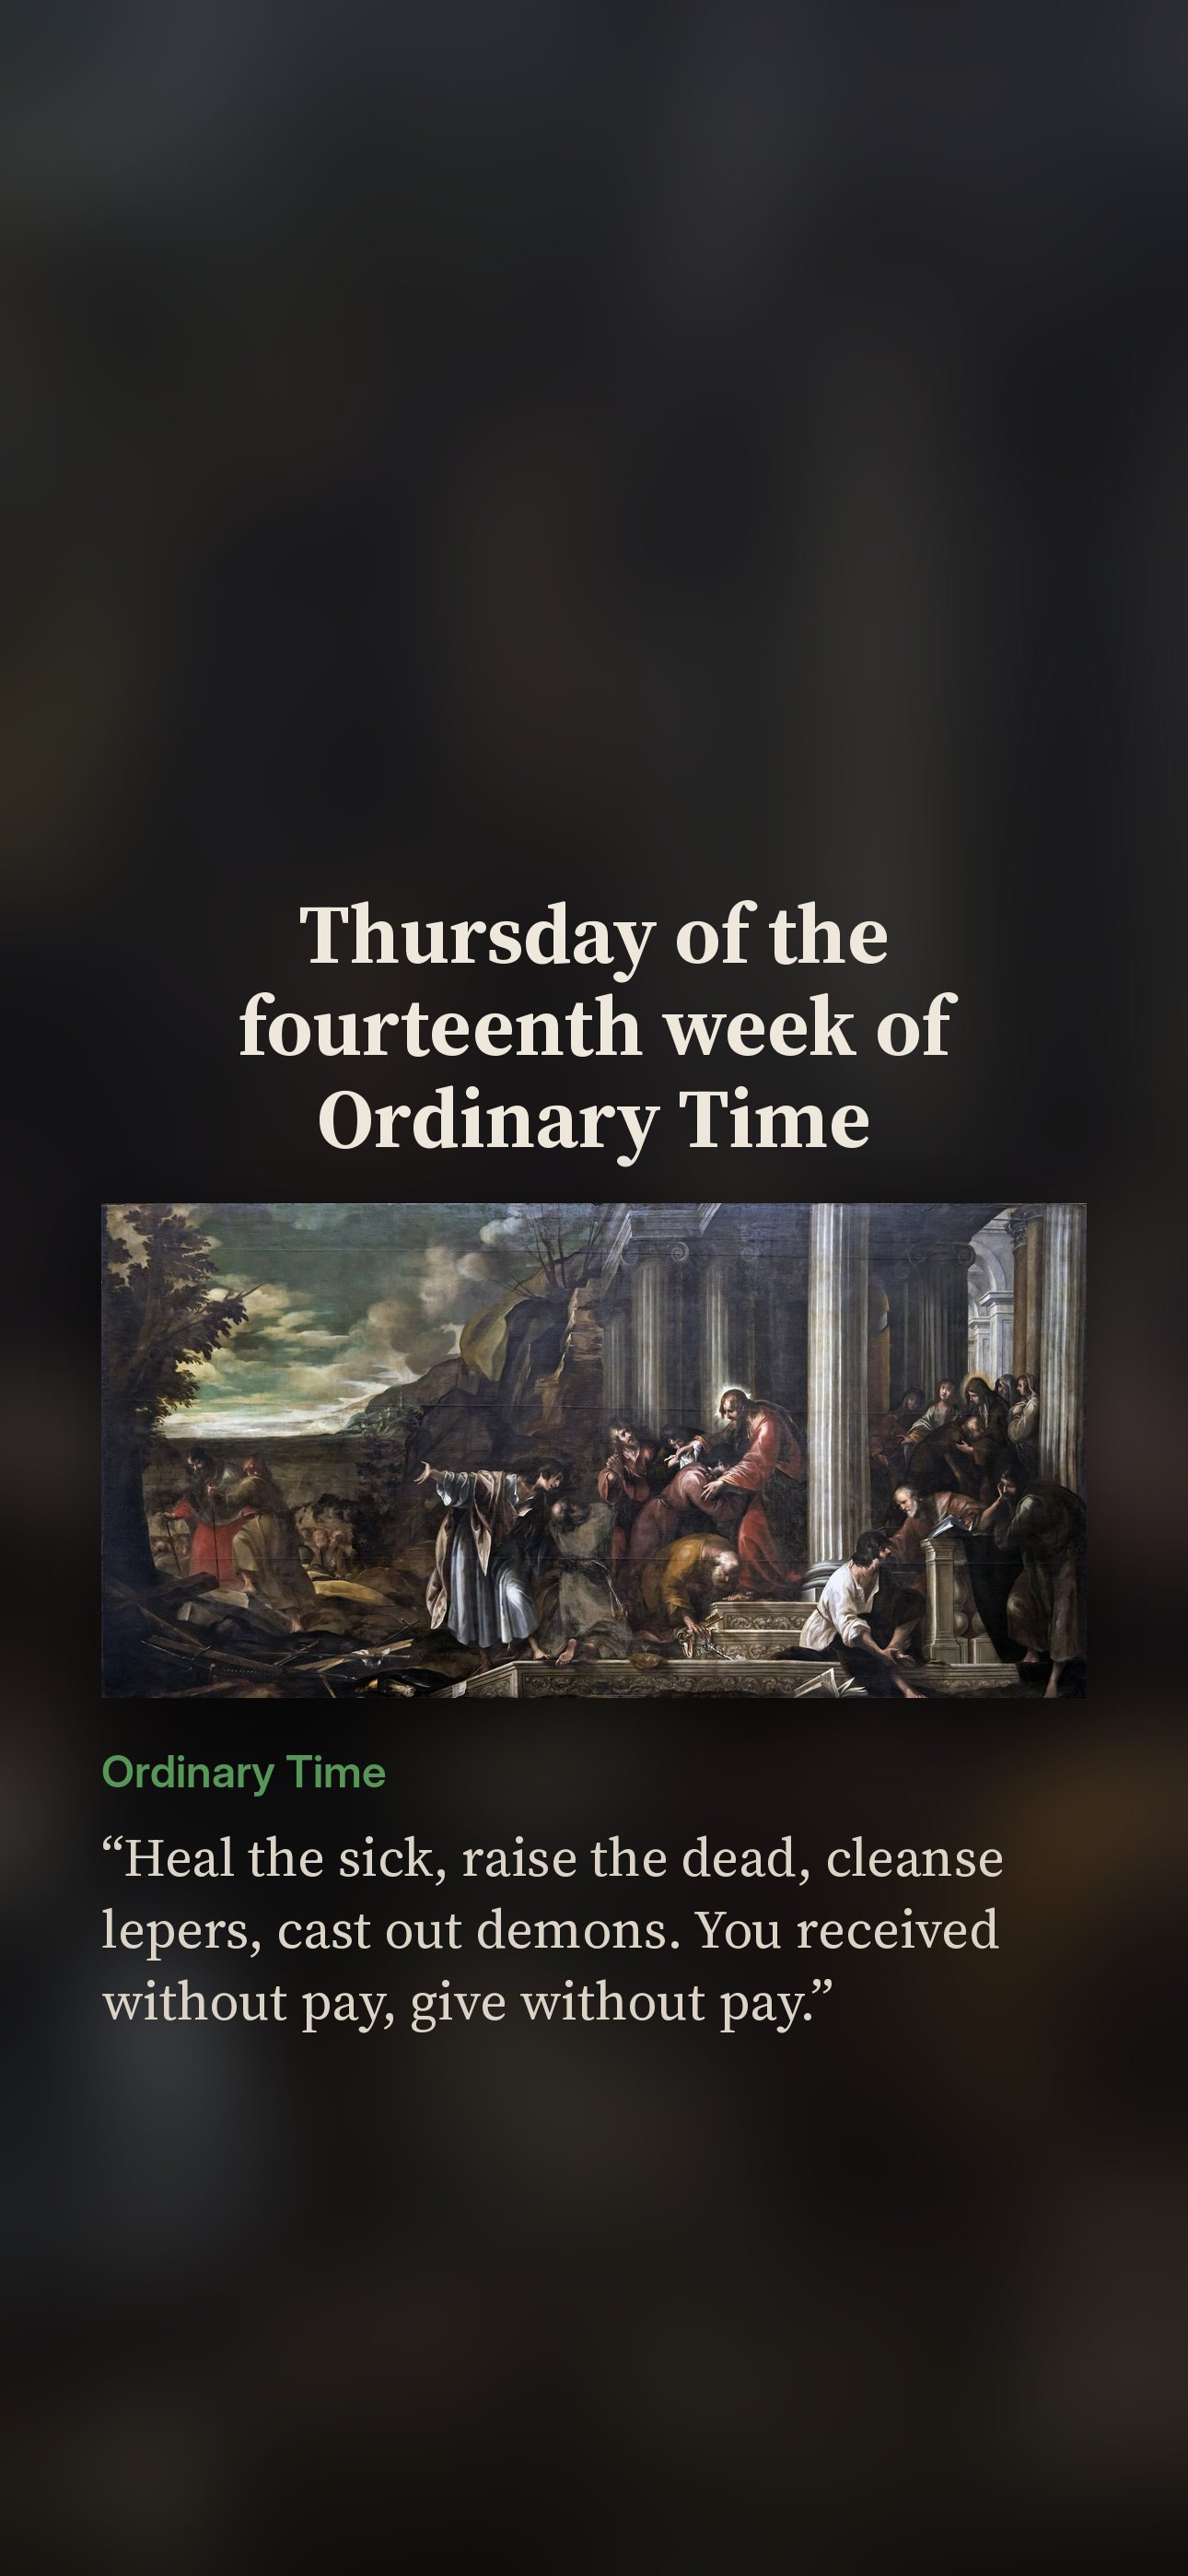 Thursday of the
fourteenth week of
Ordinary Time
Ordinary Time
“Heal the sick, raise the dead, cleanse
lepers, cast out demons. You received
without pay, give without pay.”